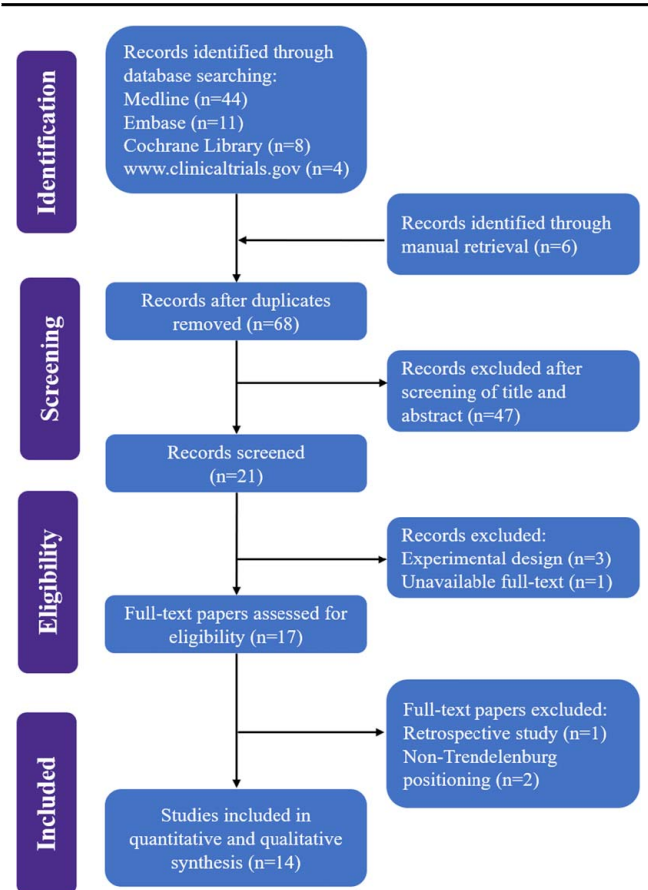 Identification
Records identified through
database searching:
Medline (n=44)
Embase (n=11)
Cochrane Library (n=8)
www.clinicaltrials.gov (n=4)
Records identified through
manual retrieval (n=6)
Screening
Records after duplicates
removed (n=68)
Records excluded after
screening of title and
abstract (n=47)
Records screened
(n=21)
Eligibility
Records excluded:
Experimental design (n=3)
Unavailable full-text (n=1)
Full-text papers assessed for
eligibility (n=17)
Included
Full-text papers excluded:
Retrospective study (n=1)
Non-Trendelenburg
positioning (n=2)
Studies included in
quantitative and qualitative
synthesis (n=14)